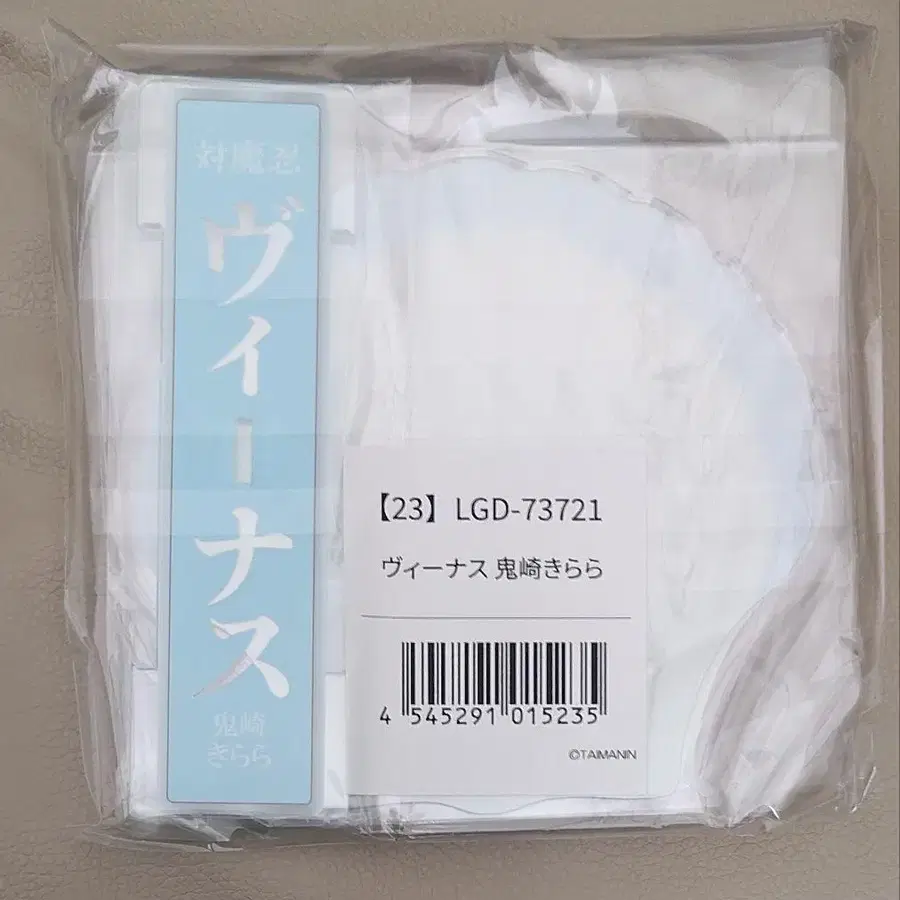 対魔忍
ヴィーナス
鬼崎
きらら
【23】LGD-73721
ヴィーナス 鬼崎きらら
4 545291 015235
©TAIMANIN